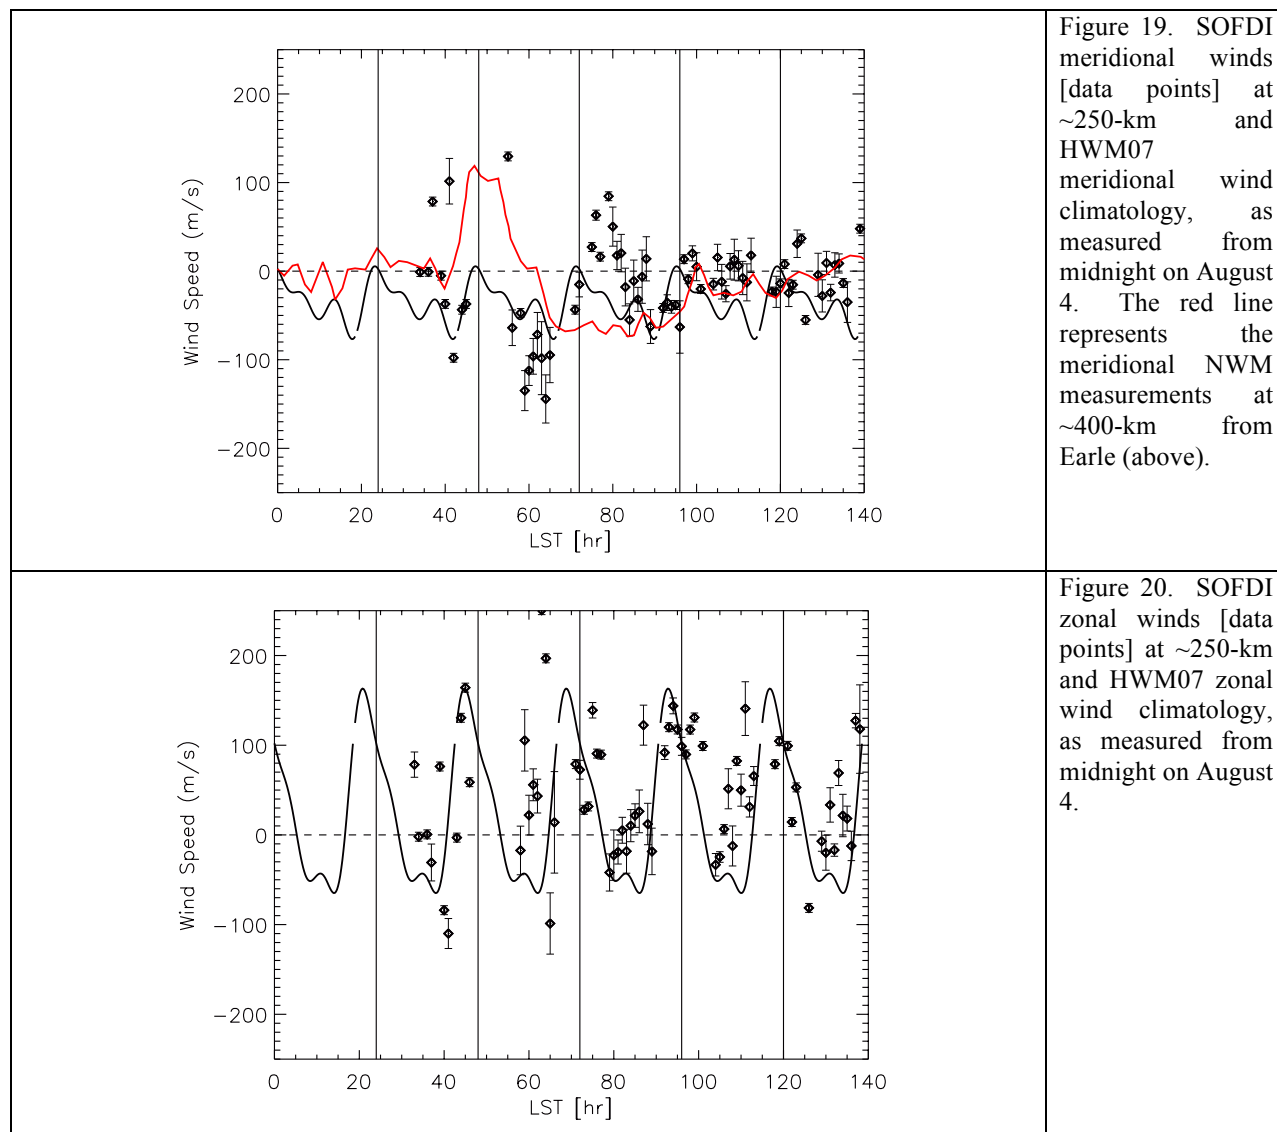 200
100
0
−100
−200
Wind Speed (m/s)
0 20 40 60 80 100 120 140
LST [hr]
Figure 19. SOFDI
meridional winds
[data points] at
~250-km and
HWM07
meridional wind
climatology, as
measured from
midnight on August
4. The red line
represents the
meridional NWM
measurements at
~400-km from
Earle (above).
200
100
0
−100
−200
Wind Speed (m/s)
0 20 40 60 80 100 120 140
LST [hr]
Figure 20. SOFDI
zonal winds [data
points] at ~250-km
and HWM07 zonal
wind climatology,
as measured from
midnight on August
4.